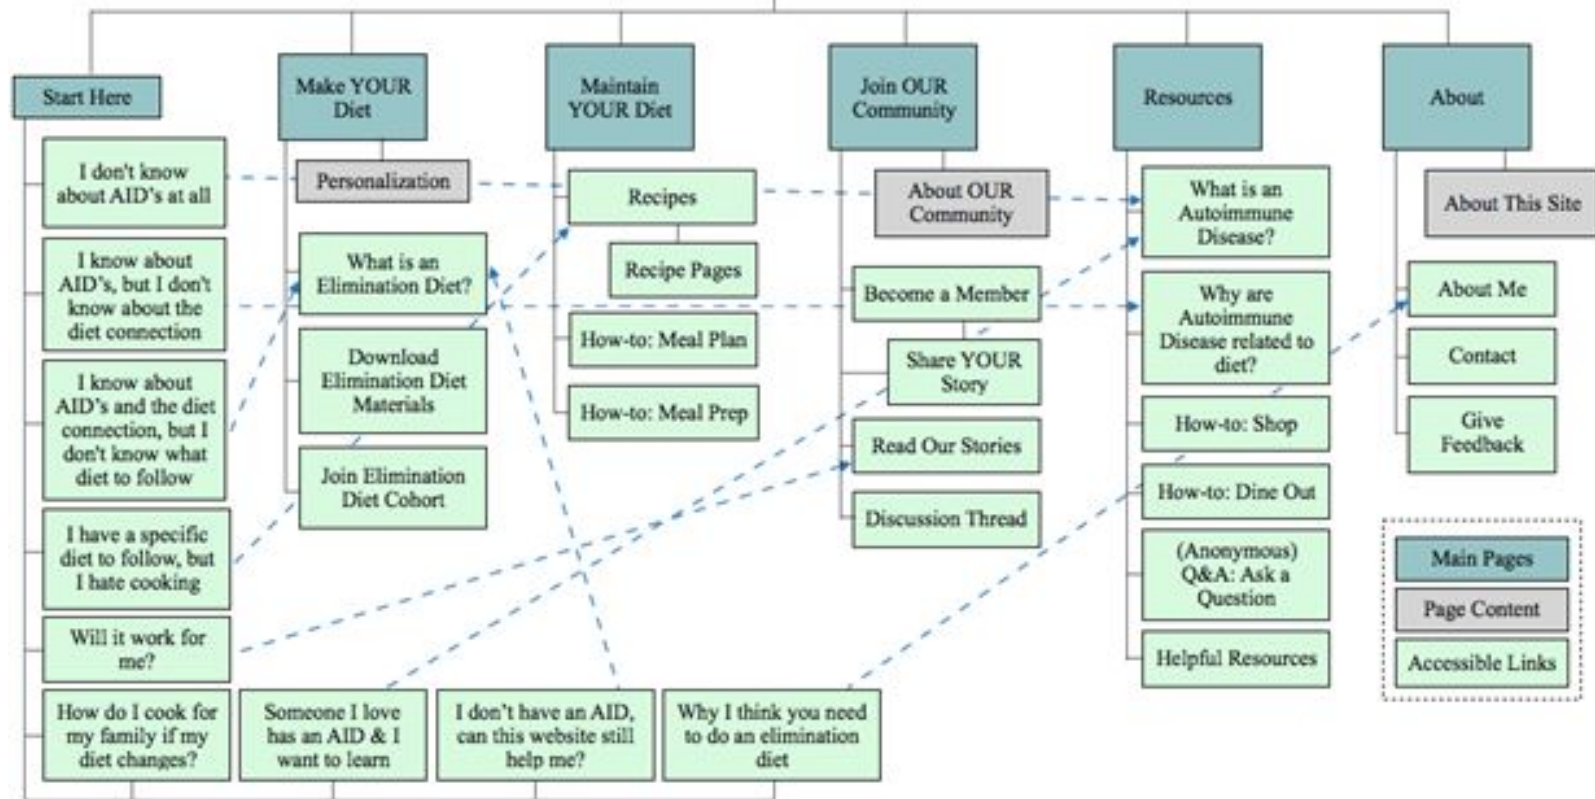 Start Here
I don't know
about AID's at all
I know about
AID's, but I don't
know about the
diet connection
I know about
AID's and the diet
connection, but I
don't know what
diet to follow
I have a specific
diet to follow, but
I hate cooking
Will it work for
me?
How do I cook for
my family if my
diet changes?
Someone I love
has an AID & I
want to learn
I don't have an AID,
can this website still
help me?
Why I think you need
to do an elimination
diet
Make YOUR
Diet
Personalization
What is an
Elimination Diet?
Download
Elimination Diet
Materials
Join Elimination
Diet Cohort
Maintain
YOUR Diet
Recipes
Recipe Pages
How-to: Meal Plan
How-to: Meal Prep
Join OUR
Community
About OUR
Community
Become a Member
Share YOUR
Story
Read Our Stories
Discussion Thread
Resources
What is an
Autoimmune
Disease?
Why are
Autoimmune
Disease related to
diet?
How-to: Shop
How-to: Dine Out
(Anonymous)
Q&A: Ask a
Question
Helpful Resources
About
About This Site
About Me
Contact
Give
Feedback
Main Pages
Page Content
Accessible Links